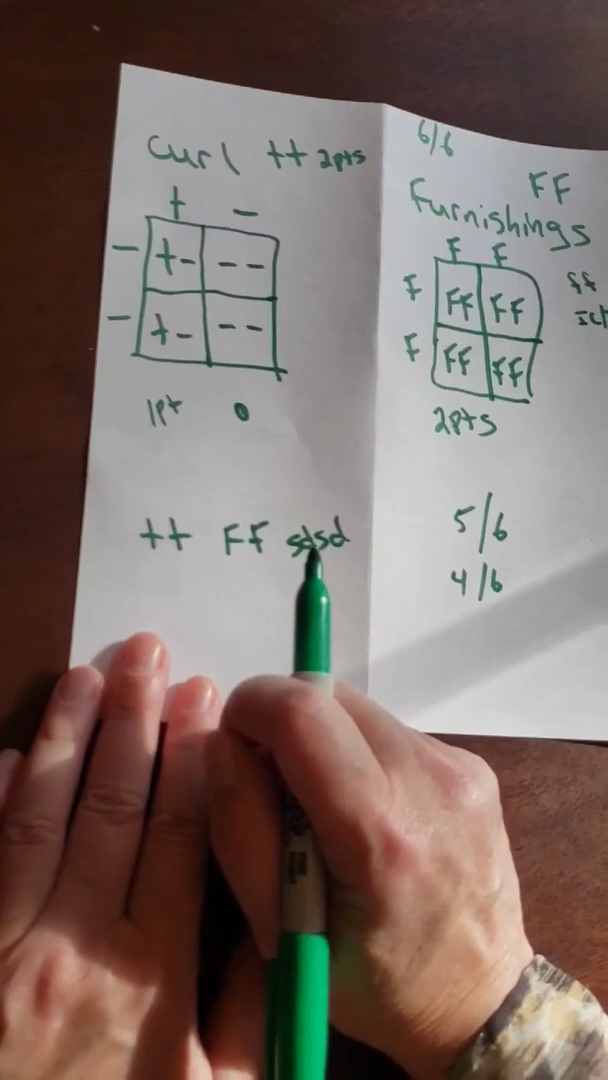 Curl ++ 2pts
+ -
- +- --
- +- --
1pt 0
++ FF sdsd
6/6
FF
Furnishings
F F
F FF FF
F FF FF
2pts
ff
5/6
4/6